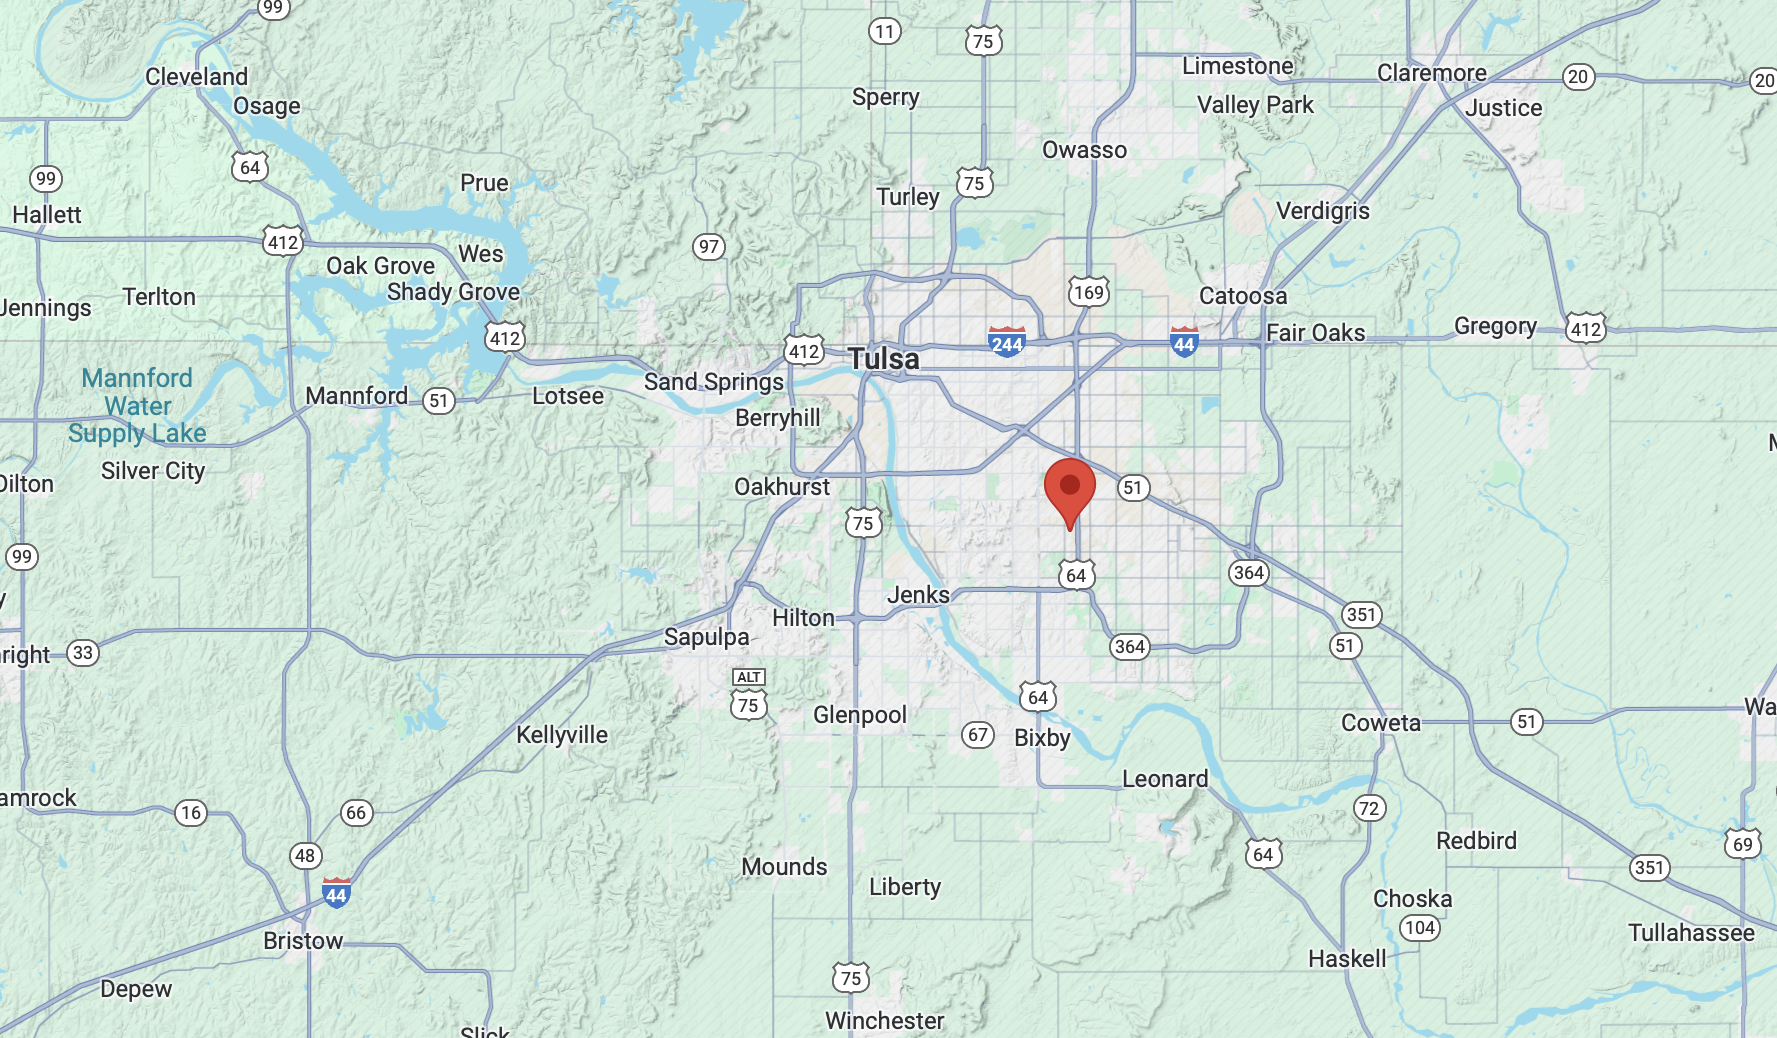 99
11
75
Limestone
Claremore
20
20
Cleveland
Osage
Sperry
Valley Park
Justice
64
Owasso
99
Prue
75
Turley
Hallett
Verdigris
412
97
Wes
Oak Grove
Shady Grove
Terlton
Jennings
169
Catoosa
412
412
Tulsa
244
44
Fair Oaks
Gregory
412
Mannford
Water
Supply Lake
Mannford
51
Lotsee
Sand Springs
Berryhill
Silver City
Oilton
Oakhurst
51
75
99
64
364
Jenks
Hilton
351
Sapulpa
364
51
right
33
ALT
75
64
Glenpool
67
Bixby
Coweta
51
Wa
Kellyville
Leonard
amrock
16
66
72
48
64
Redbird
69
44
Mounds
Liberty
351
Choska
104
Bristow
Tullahassee
Haskell
Depew
75
Winchester
Slick